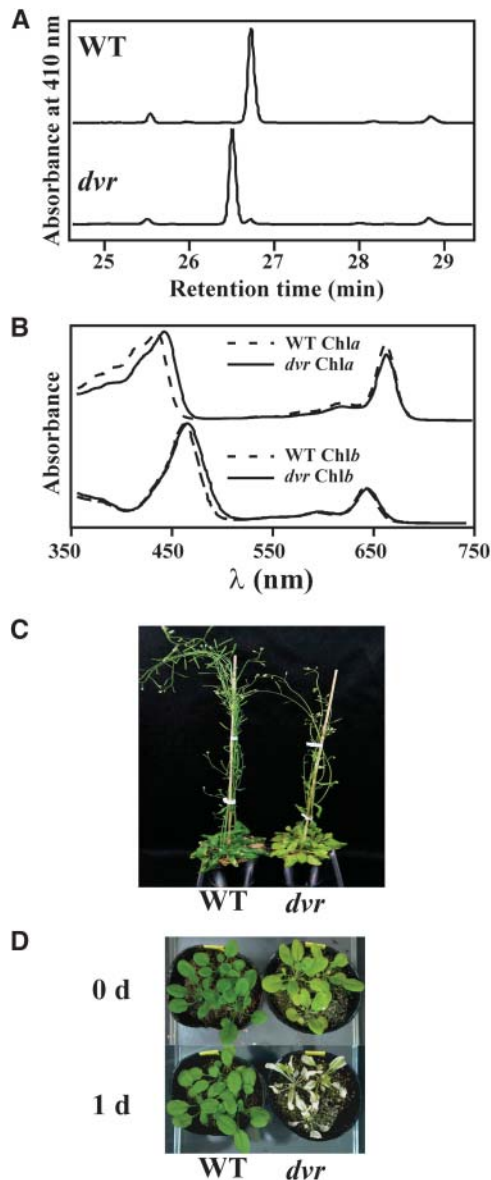 A
WT
dvr
Absorbance at 410 nm
25 26 27 28 29
Retention time (min)
B
WT Chla
dvr Chla
WT Chlb
dvr Chlb
Absorbance
350 450 550 650 750
λ (nm)
C
WT dvr
D
0 d
1 d
WT dvr